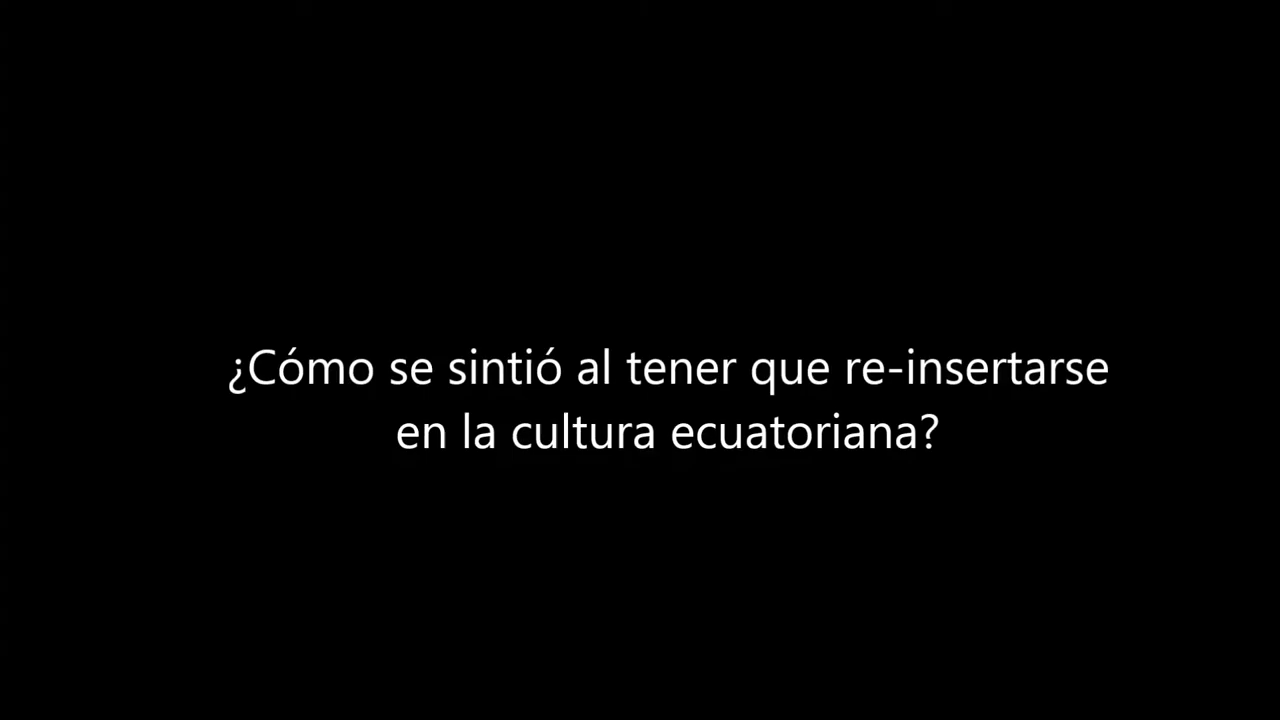 ¿Cómo se sintió al tener que re-insertarse
en la cultura ecuatoriana?